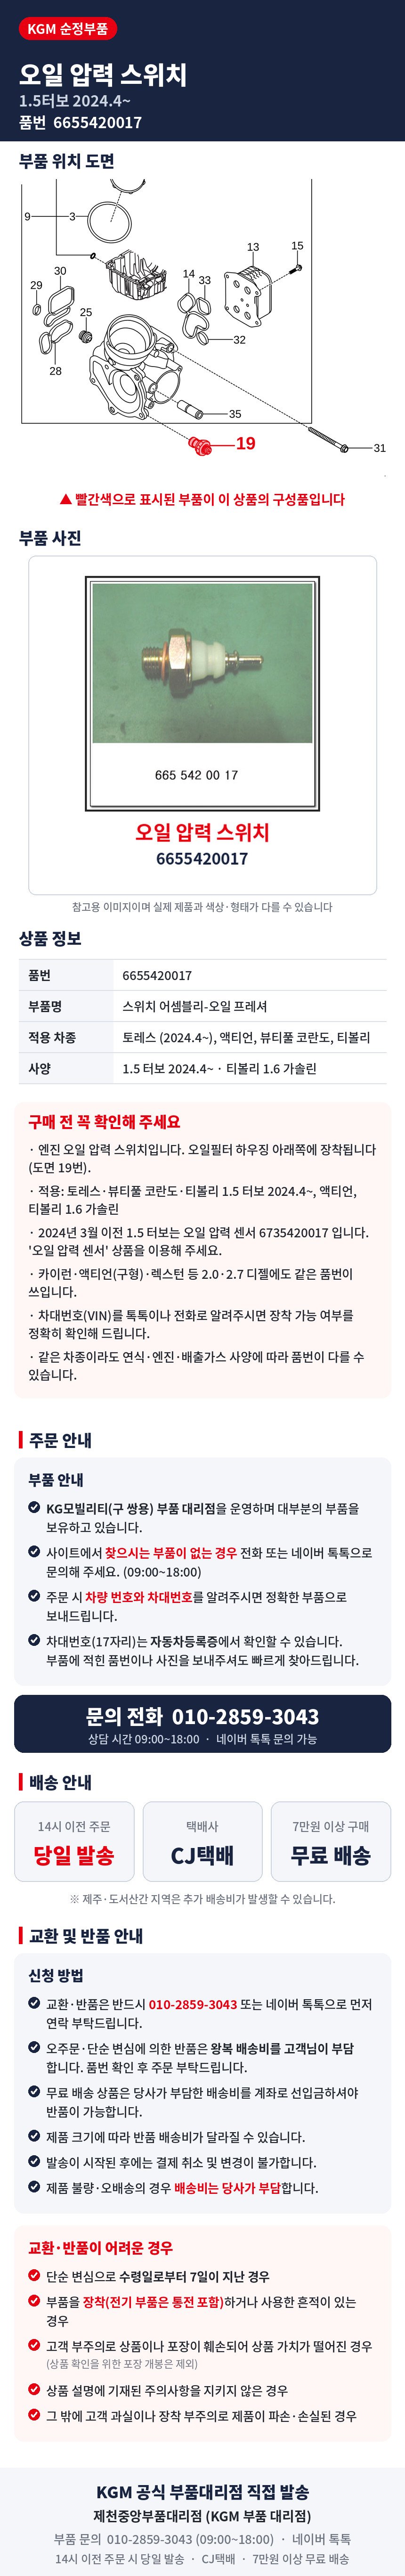 KGM 순정부품
오일 압력 스위치
1.5터보 2024.4~
품번 6655420017
부품 위치 도면
9
3
13
15
30
29
14
33
25
32
28
35
19
31
▲ 빨간색으로 표시된 부품이 이 상품의 구성품입니다
부품 사진
665 542 00 17
오일 압력 스위치
6655420017
참고용 이미지이며 실제 제품과 색상·형태가 다를 수 있습니다
상품 정보
품번 6655420017
부품명 스위치 어셈블리-오일 프레셔
적용 차종 토레스 (2024.4~), 액티언, 뷰티풀 코란도, 티볼리
사양 1.5 터보 2024.4~ · 티볼리 1.6 가솔린
구매 전 꼭 확인해 주세요
· 엔진 오일 압력 스위치입니다. 오일필터 하우징 아래쪽에 장착됩니다
(도면 19번).
· 적용: 토레스·뷰티풀 코란도·티볼리 1.5 터보 2024.4~, 액티언,
티볼리 1.6 가솔린
· 2024년 3월 이전 1.5 터보는 오일 압력 센서 6735420017 입니다.
'오일 압력 센서' 상품을 이용해 주세요.
· 카이런·액티언(구형)·렉스턴 등 2.0·2.7 디젤에도 같은 품번이
쓰입니다.
· 차대번호(VIN)를 톡톡이나 전화로 알려주시면 장착 가능 여부를
정확히 확인해 드립니다.
· 같은 차종이라도 연식·엔진·배출가스 사양에 따라 품번이 다를 수
있습니다.
주문 안내
부품 안내
KG모빌리티(구 쌍용) 부품 대리점을 운영하며 대부분의 부품을
보유하고 있습니다.
사이트에서 찾으시는 부품이 없는 경우 전화 또는 네이버 톡톡으로
문의해 주세요. (09:00~18:00)
주문 시 차량 번호와 차대번호를 알려주시면 정확한 부품으로
보내드립니다.
차대번호(17자리)는 자동차등록증에서 확인할 수 있습니다.
부품에 적힌 품번이나 사진을 보내주셔도 빠르게 찾아드립니다.
문의 전화 010-2859-3043
상담 시간 09:00~18:00 · 네이버 톡톡 문의 가능
배송 안내
14시 이전 주문
당일 발송
택배사
CJ택배
7만원 이상 구매
무료 배송
※ 제주·도서산간 지역은 추가 배송비가 발생할 수 있습니다.
교환 및 반품 안내
신청 방법
교환·반품은 반드시 010-2859-3043 또는 네이버 톡톡으로 먼저
연락 부탁드립니다.
오주문·단순 변심에 의한 반품은 왕복 배송비를 고객님이 부담
합니다. 품번 확인 후 주문 부탁드립니다.
무료 배송 상품은 당사가 부담한 배송비를 계좌로 선입금하셔야
반품이 가능합니다.
제품 크기에 따라 반품 배송비가 달라질 수 있습니다.
발송이 시작된 후에는 결제 취소 및 변경이 불가합니다.
제품 불량·오배송의 경우 배송비는 당사가 부담합니다.
교환·반품이 어려운 경우
단순 변심으로 수령일로부터 7일이 지난 경우
부품을 장착(전기 부품은 통전 포함)하거나 사용한 흔적이 있는
경우
고객 부주의로 상품이나 포장이 훼손되어 상품 가치가 떨어진 경우
(상품 확인을 위한 포장 개봉은 제외)
상품 설명에 기재된 주의사항을 지키지 않은 경우
그 밖에 고객 과실이나 장착 부주의로 제품이 파손·손실된 경우
KGM 공식 부품대리점 직접 발송
제천중앙부품대리점 (KGM 부품 대리점)
부품 문의 010-2859-3043 (09:00~18:00) · 네이버 톡톡
14시 이전 주문 시 당일 발송 · CJ택배 · 7만원 이상 무료 배송